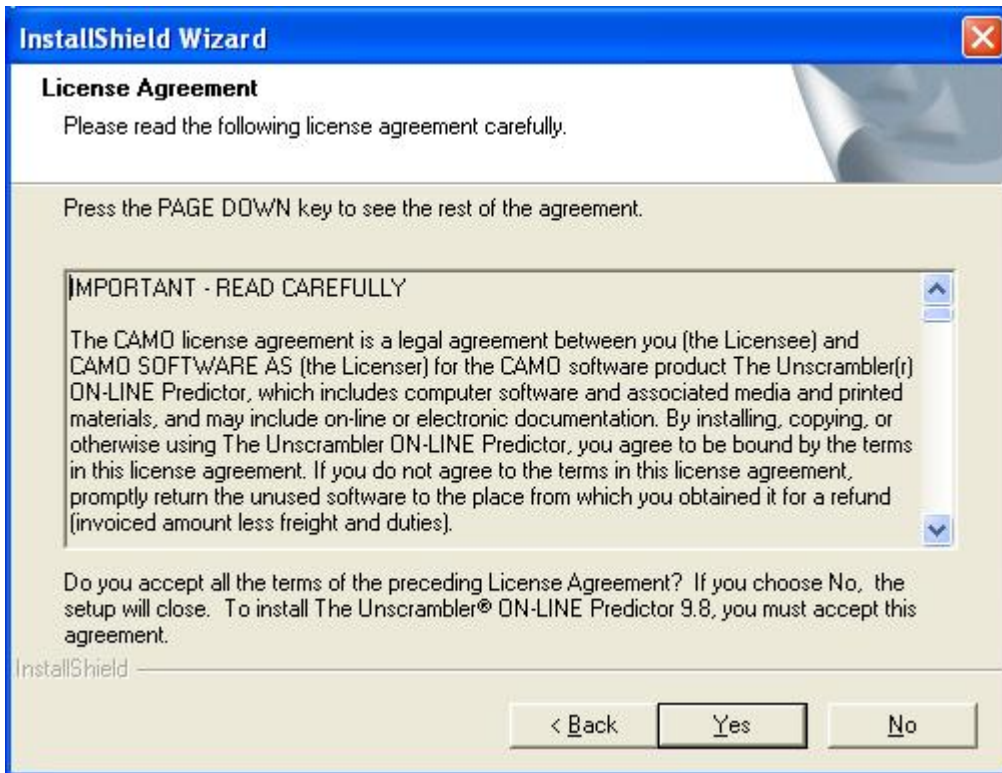 InstallShield Wizard
License Agreement
Please read the following license agreement carefully.
Press the PAGE DOWN key to see the rest of the agreement.
IMPORTANT - READ CAREFULLY
The CAMO license agreement is a legal agreement between you (the Licensee) and
CAMO SOFTWARE AS (the Licenser) for the CAMO software product The Unscrambler(r)
ON-LINE Predictor, which includes computer software and associated media and printed
materials, and may include on-line or electronic documentation. By installing, copying, or
otherwise using The Unscrambler ON-LINE Predictor, you agree to be bound by the terms
in this license agreement. If you do not agree to the terms in this license agreement,
promptly return the unused software to the place from which you obtained it for a refund
(invoiced amount less freight and duties).
Do you accept all the terms of the preceding License Agreement? If you choose No, the
setup will close. To install The Unscrambler® ON-LINE Predictor 9.8, you must accept this
agreement.
InstallShield
< Back Yes No